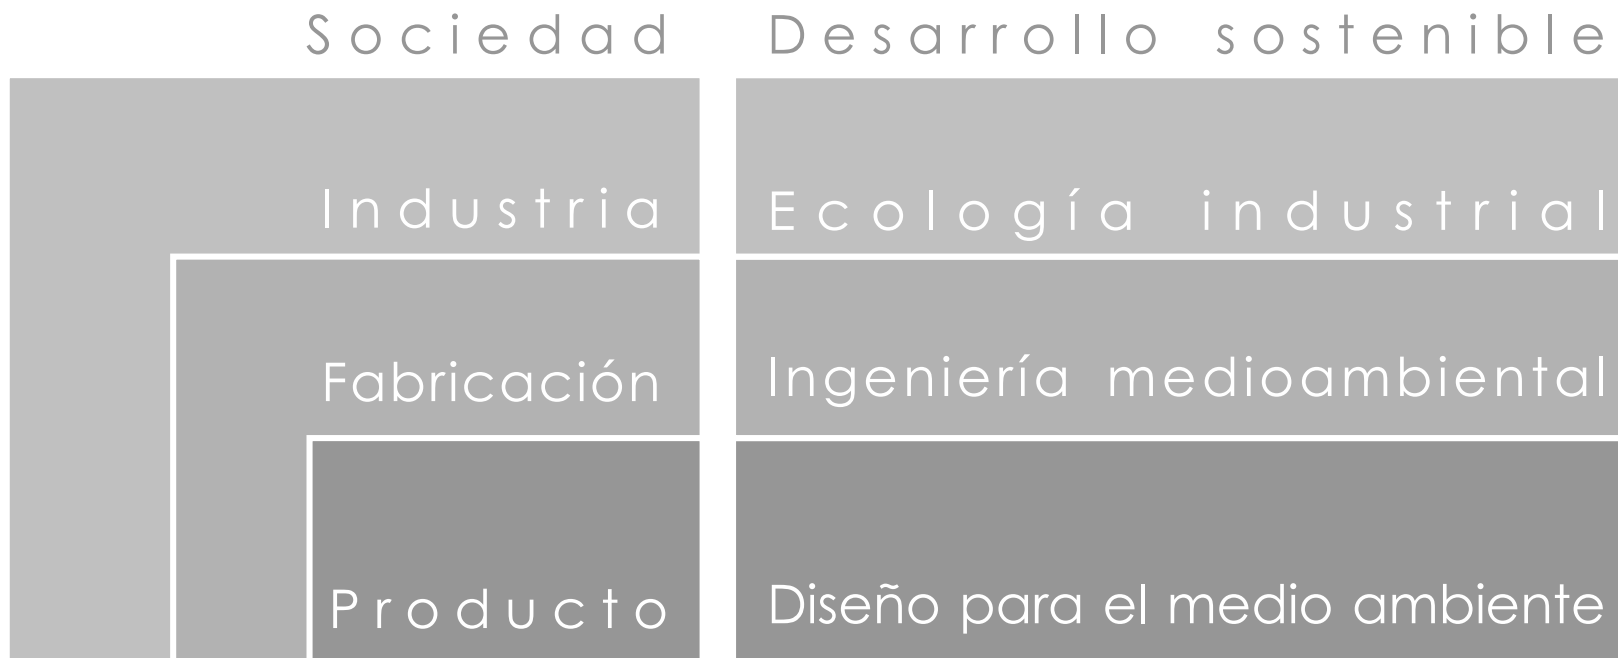 Sociedad Desarrollo sostenible
Industria Ecología industrial
Fabricación Ingeniería medioambiental
Producto Diseño para el medio ambiente